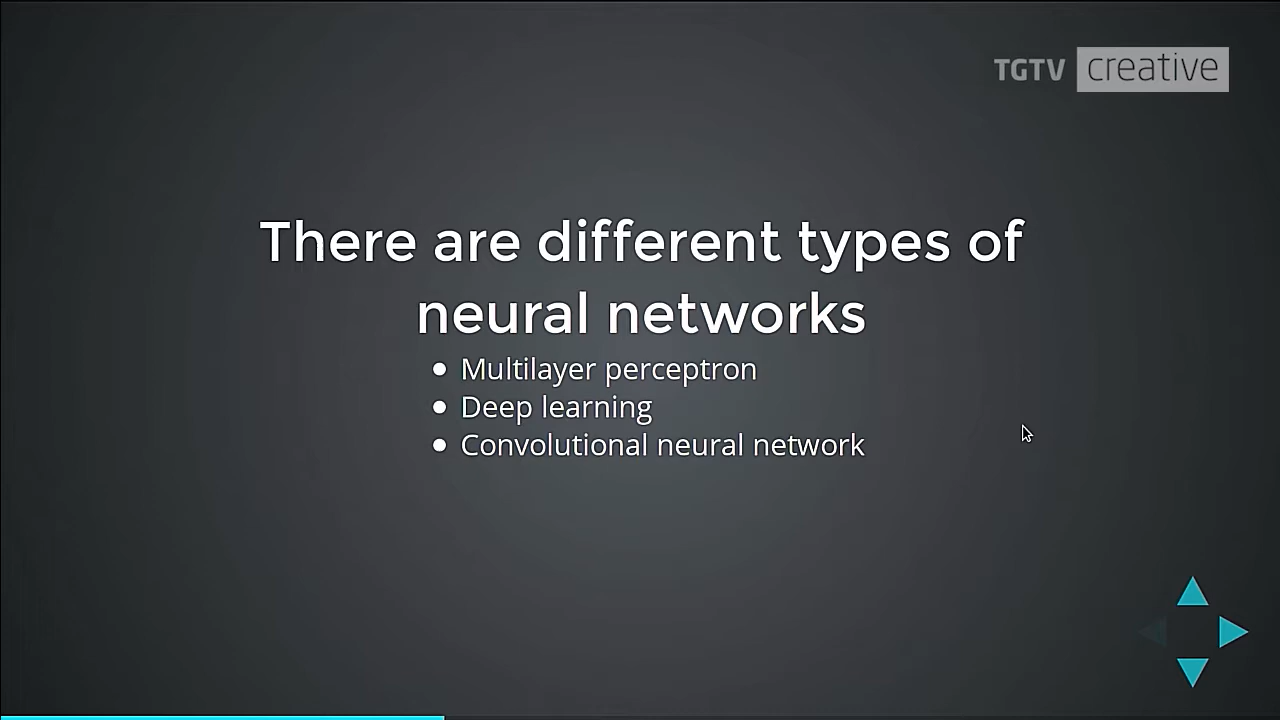 TGTV creative
There are different types of
neural networks
Multilayer perceptron
Deep learning
Convolutional neural network